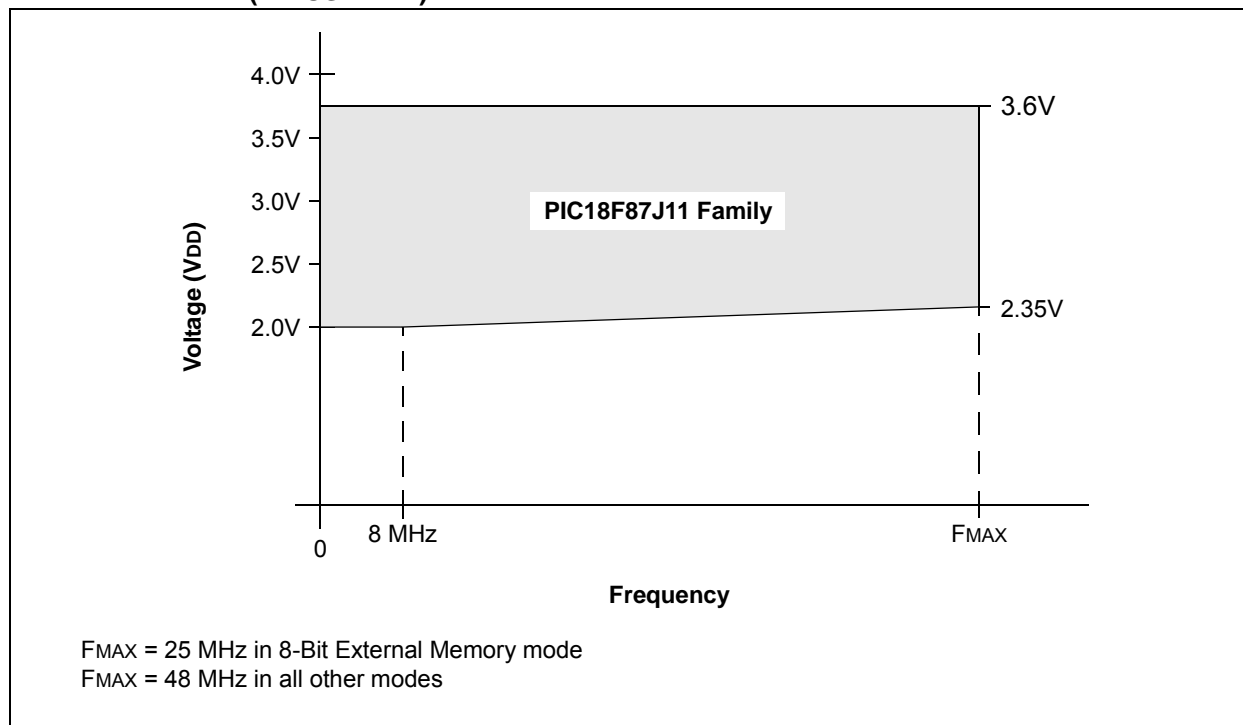 4.0V
3.6V
3.5V
3.0V
PIC18F87J11 Family
2.5V
2.35V
2.0V
Voltage (VDD)
0
8 MHz
FMAX
Frequency
FMAX = 25 MHz in 8-Bit External Memory mode
FMAX = 48 MHz in all other modes